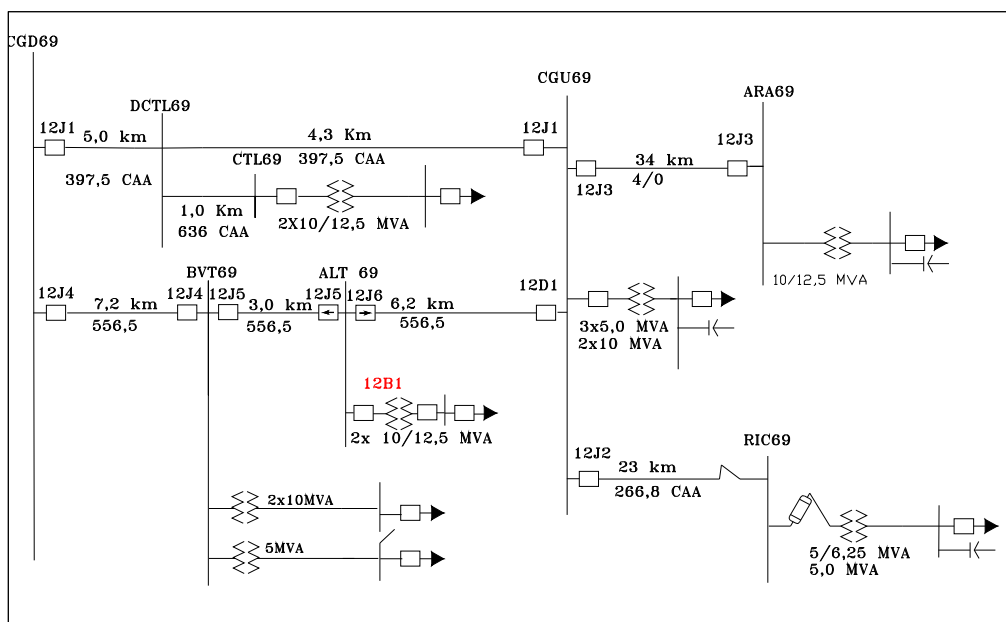 CGD69
CGU69
ARA69
DCTL69
12J1
5,0 km
4,3 Km
12J1
12J3
397,5 CAA
CTL69
397,5 CAA
34 km
12J3
4/0
1,0 Km
636 CAA
2X10/12,5 MVA
10/12,5 MVA
BVT69
ALT 69
12J4
7,2 km
12J4
12J5
3,0 km
12J5
12J6
6,2 km
12D1
556,5
556,5
556,5
3x5,0 MVA
2x10 MVA
12B1
2x 10/12,5 MVA
RIC69
12J2
23 km
266,8 CAA
2x10MVA
5MVA
5/6,25 MVA
5,0 MVA